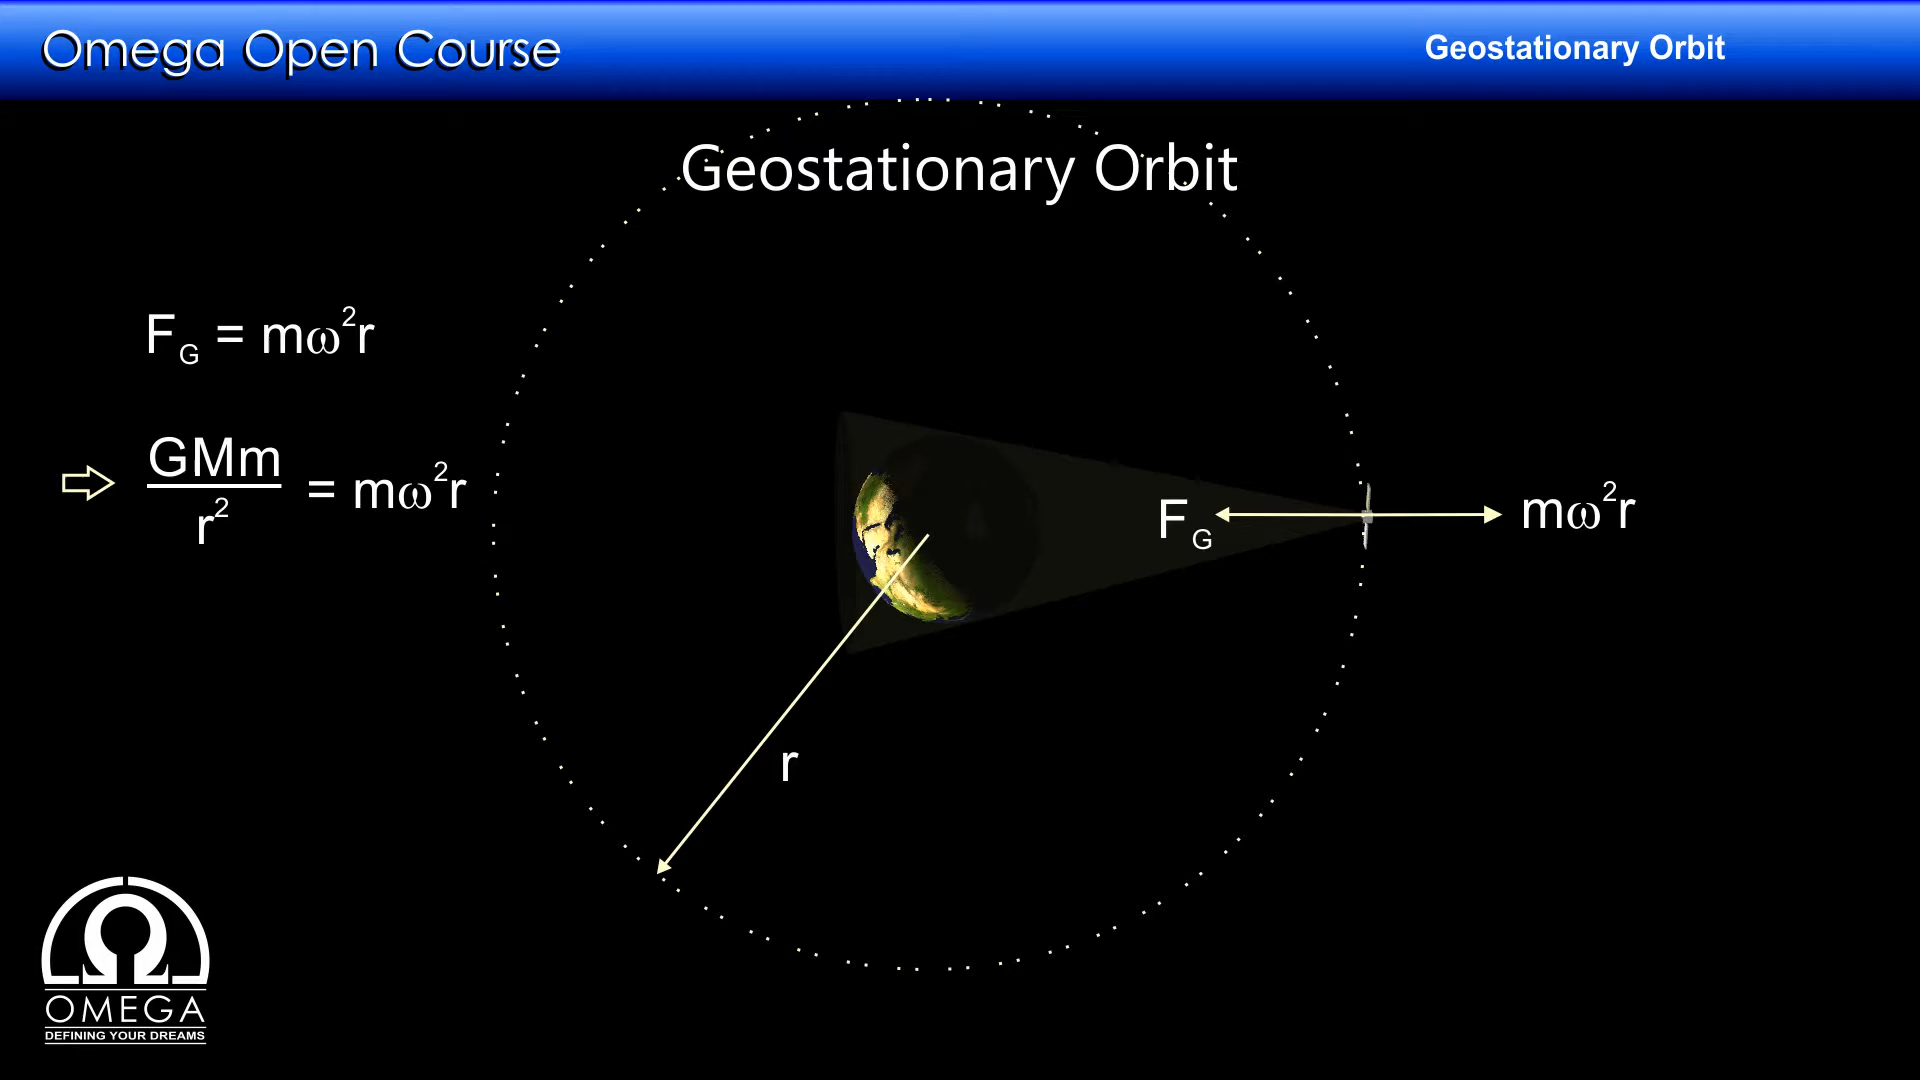 Omega Open Course
Geostationary Orbit
Geostationary Orbit
F_G = mω²r
⇨ GMm/r² = mω²r
F_G
mω²r
r
OMEGA
DEFINING YOUR DREAMS